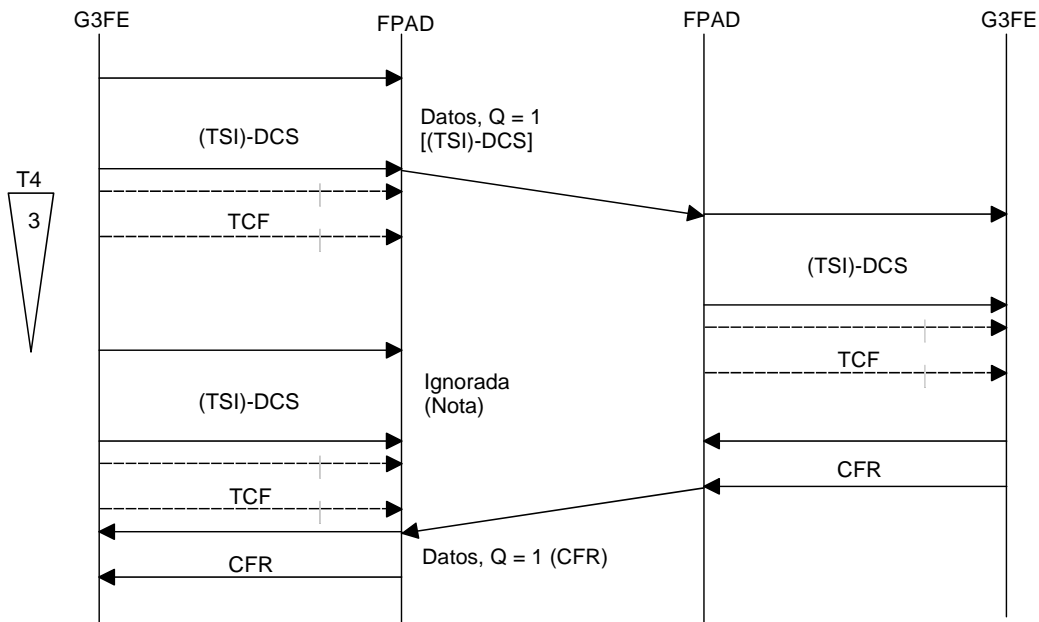 G3FE
FPAD
FPAD
G3FE
(TSI)-DCS
Datos, Q = 1
[(TSI)-DCS]
T4
3
TCF
(TSI)-DCS
TCF
(TSI)-DCS
Ignorada
(Nota)
TCF
CFR
Datos, Q = 1 (CFR)
CFR